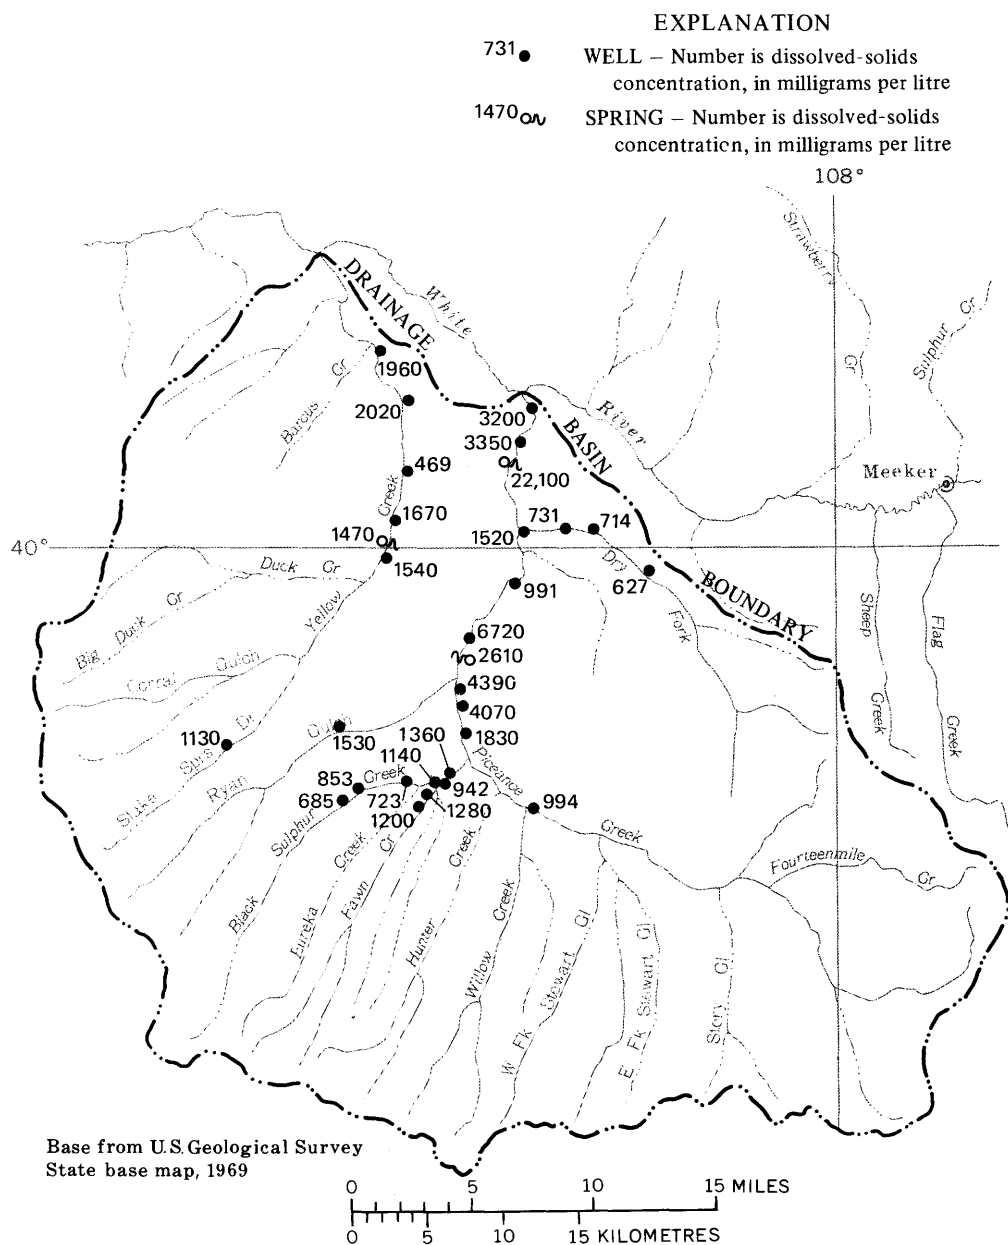 EXPLANATION
731
WELL – Number is dissolved-solids
concentration, in milligrams per litre
1470
SPRING – Number is dissolved-solids
concentration, in milligrams per litre
108°
Strawberry
Cr
Sulphur Cr
DRAINAGE
White
River
BASIN
BOUNDARY
Meeker
1960
Barcus Cr
2020
3200
3350
22,100
469
Creek
1670
1470
1540
731
714
1520
40°
Duck Cr
Dry
Fork
627
991
Yellow
Big Duck Cr
Sheep
Creek
Flag
Creek
6720
2610
Corral Gulch
4390
4070
1830
1130
Gulch
1530
1360
1140
Piceance
Creek
Ryan
853
Creek
942
685
723
1280
1200
994
Black
Sulphur
Eureka
Creek
Fawn
Cr
Hunter
Creek
Willow
Creek
W Fk Stewart Gl
E Fk Stewart Gl
Story Gl
Fourteenmile
Cr
Base from U.S. Geological Survey
State base map, 1969
0 5 10 15 MILES
0 5 10 15 KILOMETRES